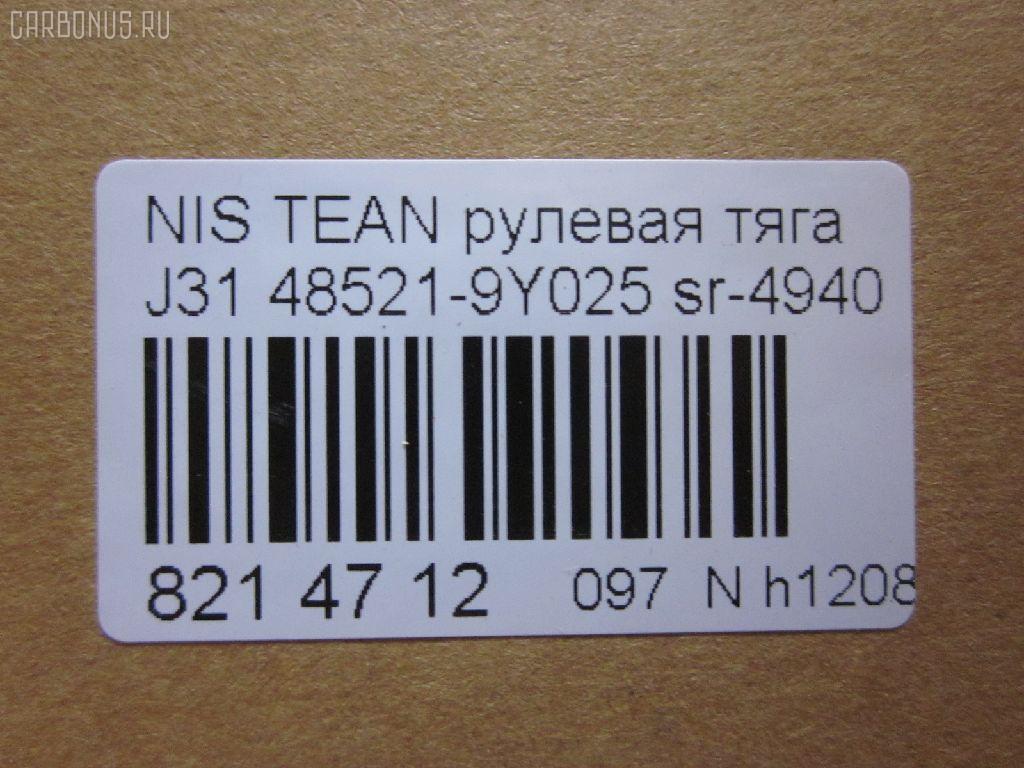 CARBONUS.RU
NIS TEAN рулевая тяга
J31 48521-9Y025 sr-4940
821 47 12 097 N h1208